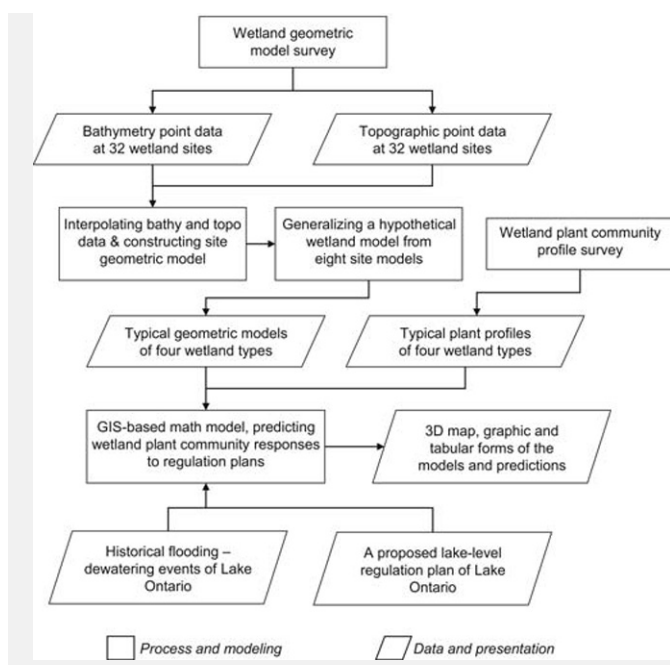 Wetland geometric
model survey
Bathymetry point data
at 32 wetland sites
Topographic point data
at 32 wetland sites
Interpolating bathy and topo
data & constructing site
geometric model
Generalizing a hypothetical
wetland model from
eight site models
Wetland plant community
profile survey
Typical geometric models
of four wetland types
Typical plant profiles
of four wetland types
GIS-based math model, predicting
wetland plant community responses
to regulation plans
3D map, graphic and
tabular forms of the
models and predictions
Historical flooding –
dewatering events of Lake
Ontario
A proposed lake-level
regulation plan of Lake
Ontario
Process and modeling
Data and presentation